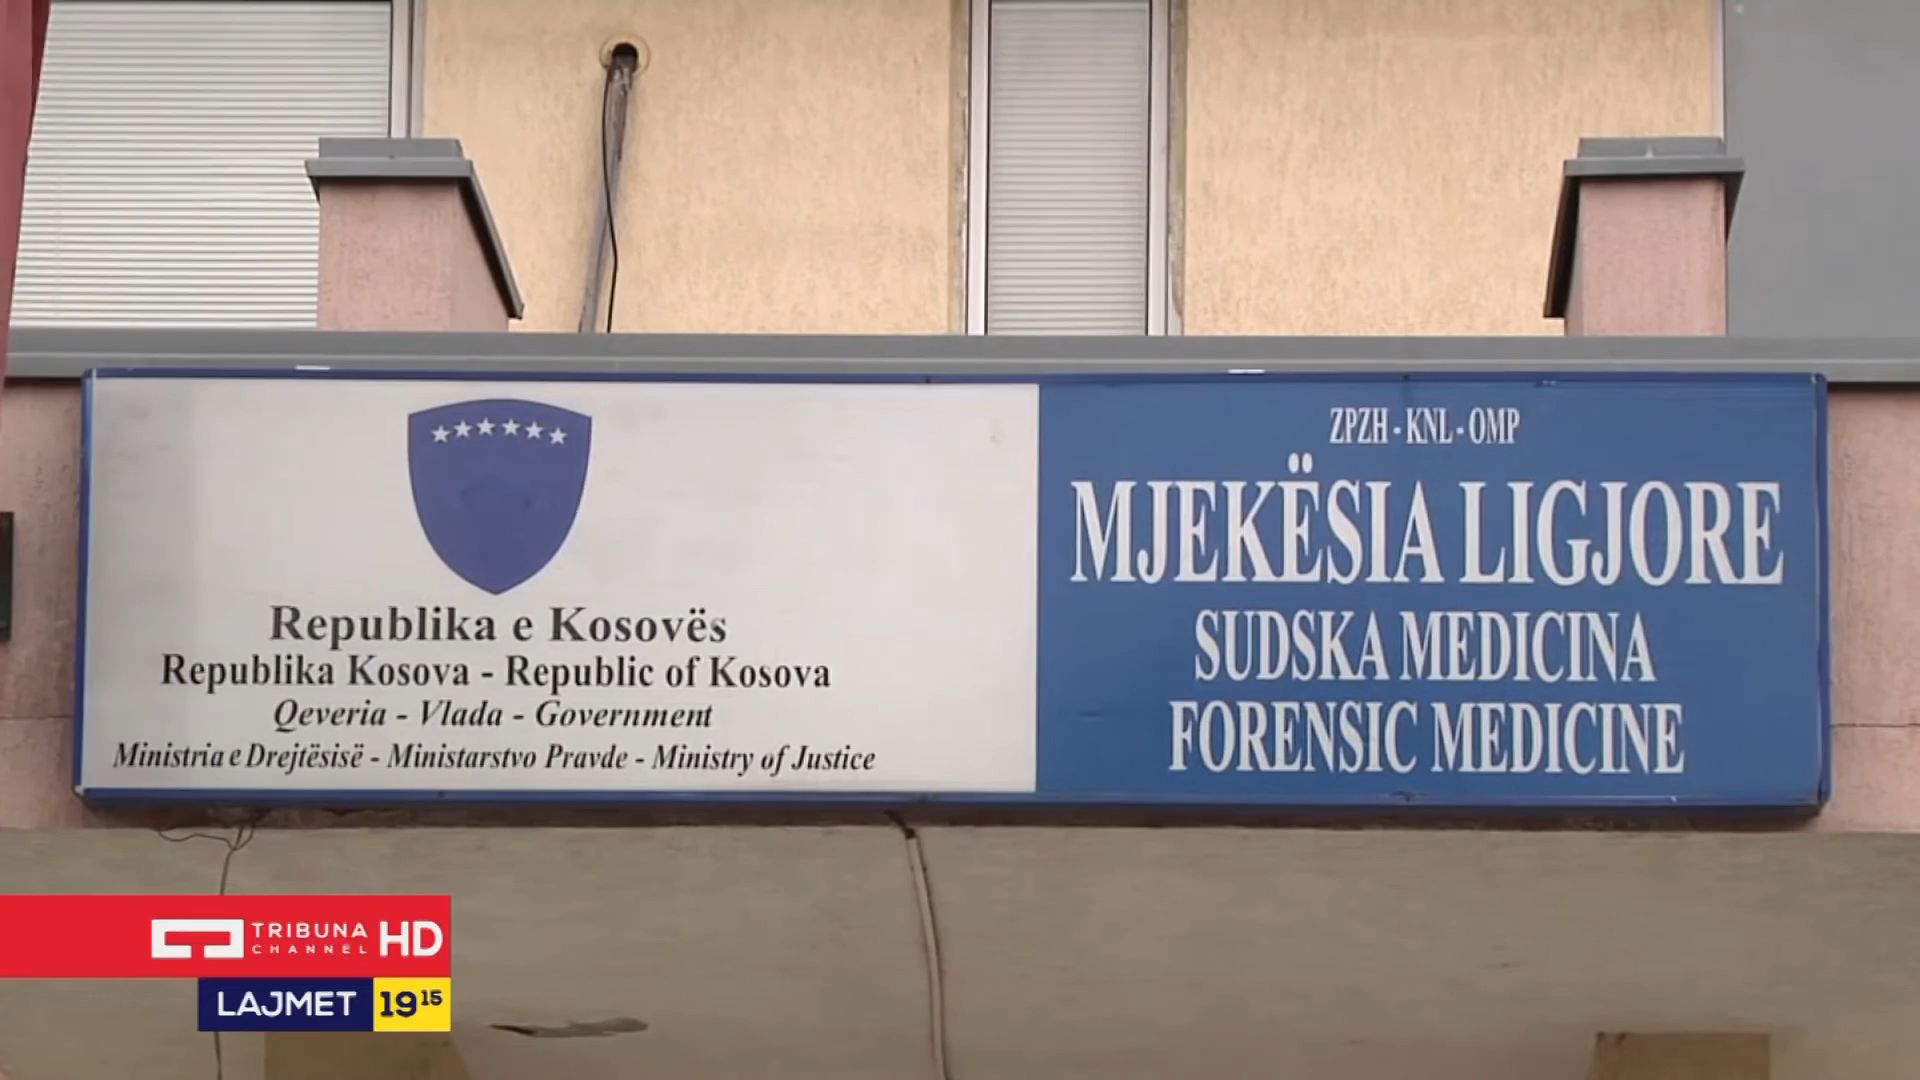 ZPZH - KNL - OMP
MJEKËSIA LIGJORE
SUDSKA MEDICINA
FORENSIC MEDICINE
Republika e Kosovës
Republika Kosova - Republic of Kosova
Qeveria - Vlada - Government
Ministria e Drejtësisë - Ministarstvo Pravde - Ministry of Justice
TRIBUNA
CHANNEL
HD
LAJMET 19 15